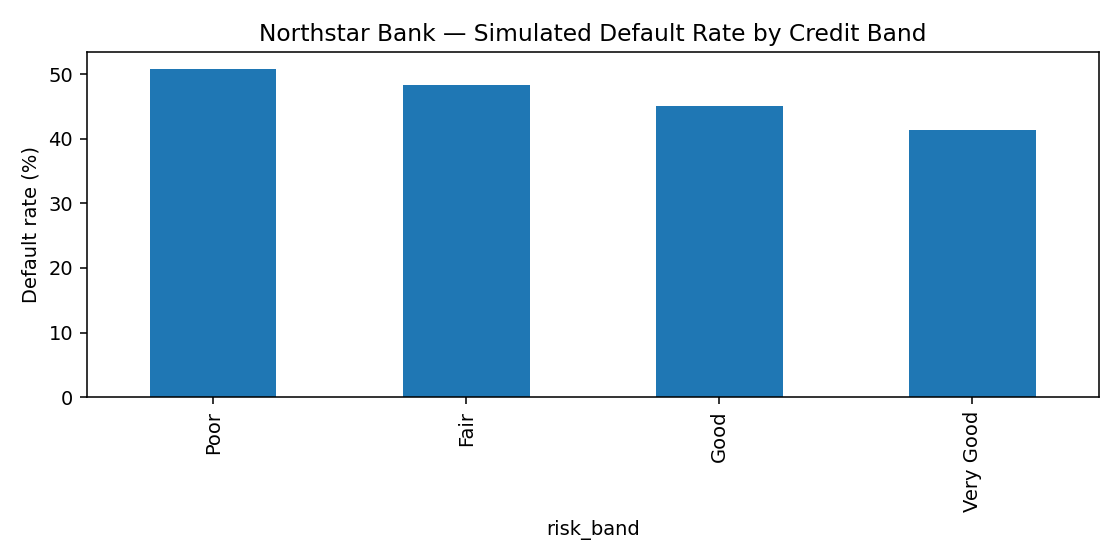 Northstar Bank — Simulated Default Rate by Credit Band
Default rate (%)
50
40
30
20
10
0
Poor
Fair
Good
Very Good
risk_band